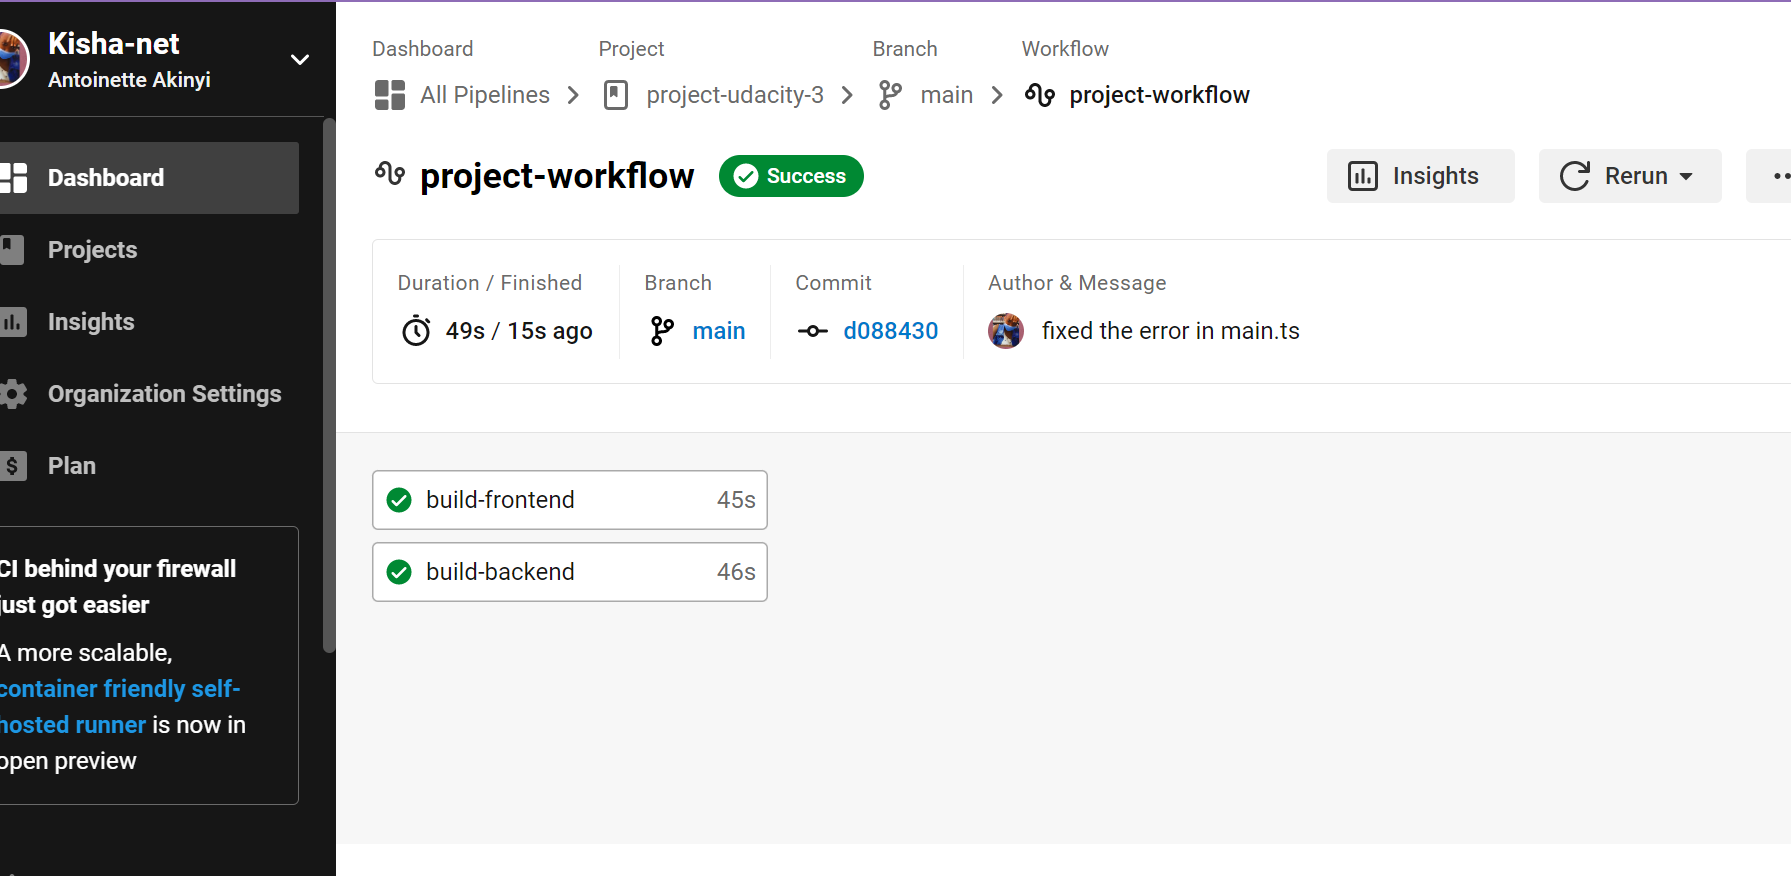 Kisha-net
Antoinette Akinyi
Dashboard
Projects
Insights
Organization Settings
Plan
CI behind your firewall
just got easier
A more scalable,
container friendly self-
hosted runner is now in
open preview
Dashboard Project Branch Workflow
All Pipelines project-udacity-3 main project-workflow
project-workflow Success Insights Rerun
Duration / Finished Branch Commit Author & Message
49s / 15s ago main d088430 fixed the error in main.ts
build-frontend 45s
build-backend 46s